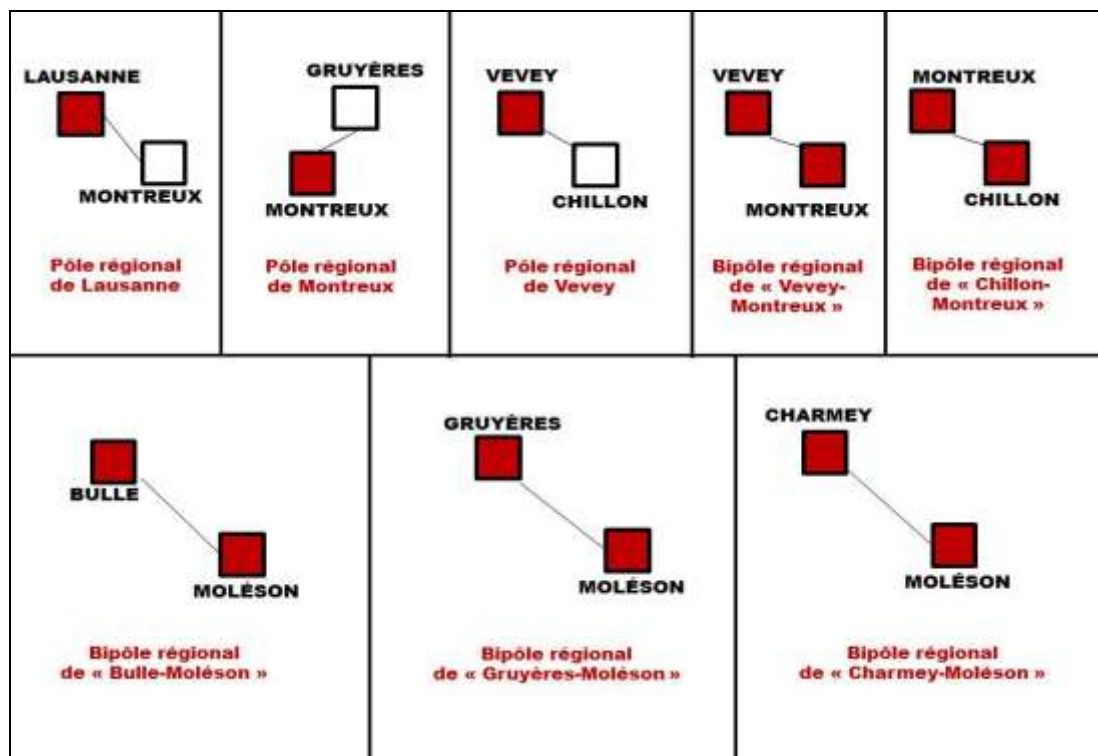 LAUSANNE
MONTREUX
Pôle régional
de Lausanne
GRUYÈRES
MONTREUX
Pôle régional
de Montreux
VEVEY
CHILLON
Pôle régional
de Vevey
VEVEY
MONTREUX
Bipôle régional
de « Vevey-
Montreux »
MONTREUX
CHILLON
Bipôle régional
de « Chillon-
Montreux »
BULLE
MOLÉSON
Bipôle régional
de « Bulle-Moléson »
GRUYÈRES
MOLÉSON
Bipôle régional
de « Gruyères-Moléson »
CHARMEY
MOLÉSON
Bipôle régional
de « Charmey-Moléson »